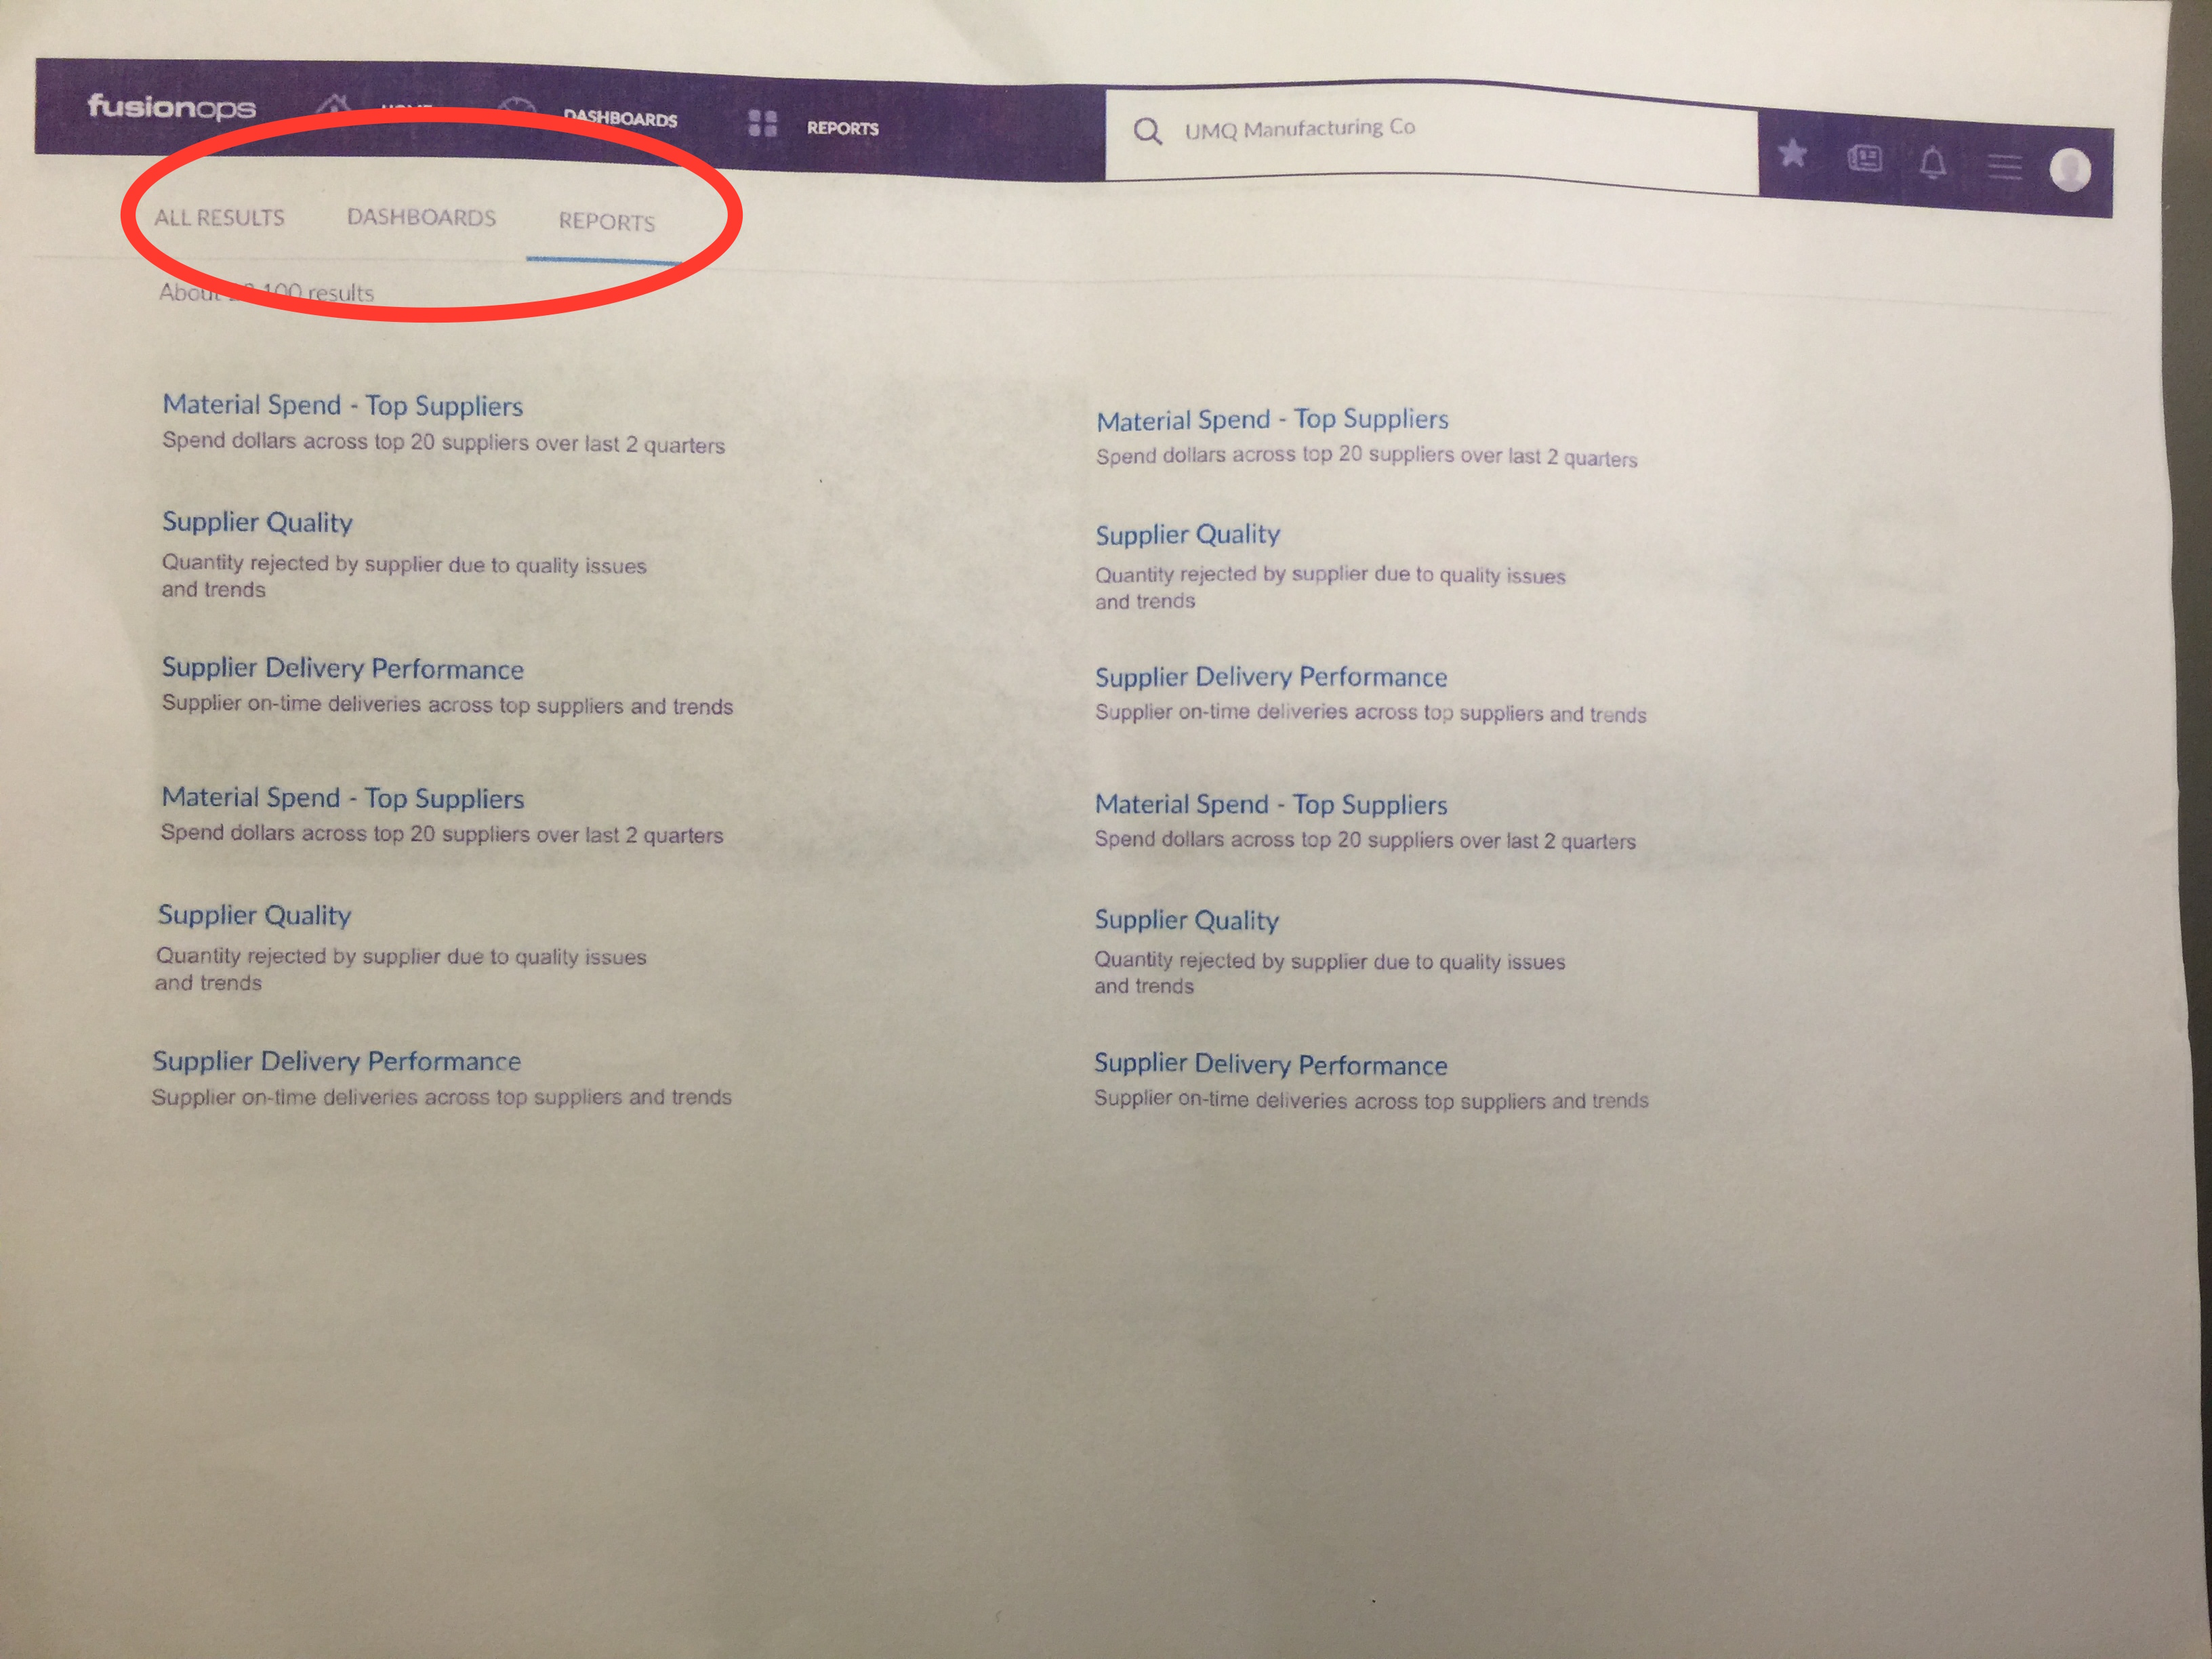 fusionops HOME DASHBOARDS REPORTS UMQ Manufacturing Co
ALL RESULTS DASHBOARDS REPORTS
About 100 results
Material Spend - Top Suppliers
Spend dollars across top 20 suppliers over last 2 quarters
Supplier Quality
Quantity rejected by supplier due to quality issues
and trends
Supplier Delivery Performance
Supplier on-time deliveries across top suppliers and trends
Material Spend - Top Suppliers
Spend dollars across top 20 suppliers over last 2 quarters
Supplier Quality
Quantity rejected by supplier due to quality issues
and trends
Supplier Delivery Performance
Supplier on-time deliveries across top suppliers and trends
Material Spend - Top Suppliers
Spend dollars across top 20 suppliers over last 2 quarters
Supplier Quality
Quantity rejected by supplier due to quality issues
and trends
Supplier Delivery Performance
Supplier on-time deliveries across top suppliers and trends
Material Spend - Top Suppliers
Spend dollars across top 20 suppliers over last 2 quarters
Supplier Quality
Quantity rejected by supplier due to quality issues
and trends
Supplier Delivery Performance
Supplier on-time deliveries across top suppliers and trends